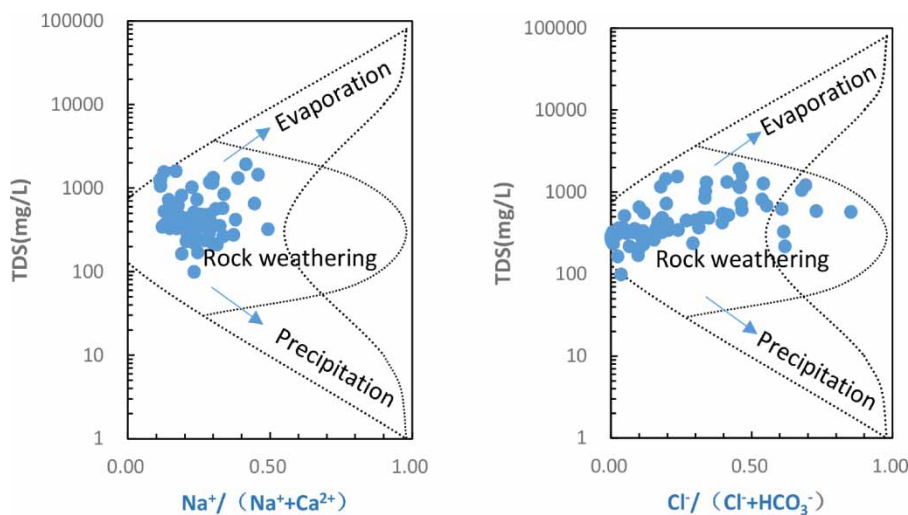 100000
10000
1000
100
10
1
TDS(mg/L)
Evaporation
Rock weathering
Precipitation
0.00
0.50
1.00
Na⁺/（Na⁺+Ca²⁺）
100000
10000
1000
100
10
1
TDS(mg/L)
Evaporation
Rock weathering
Precipitation
0.00
0.50
1.00
Cl⁻/（Cl⁻+HCO₃⁻）